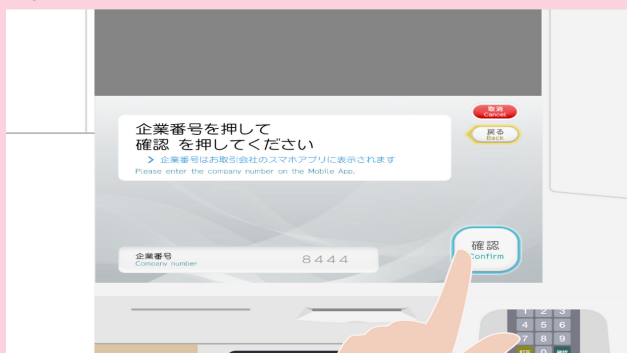 取消
Cancel
戻る
Back
企業番号を押して
確認 を押してください
> 企業番号はお取引会社のスマホアプリに表示されます
Please enter the company number on the Mobile App.
企業番号
Company number
8444
確認
Confirm
1 2 3
4 5 6
7 8 9
訂正 0 確認